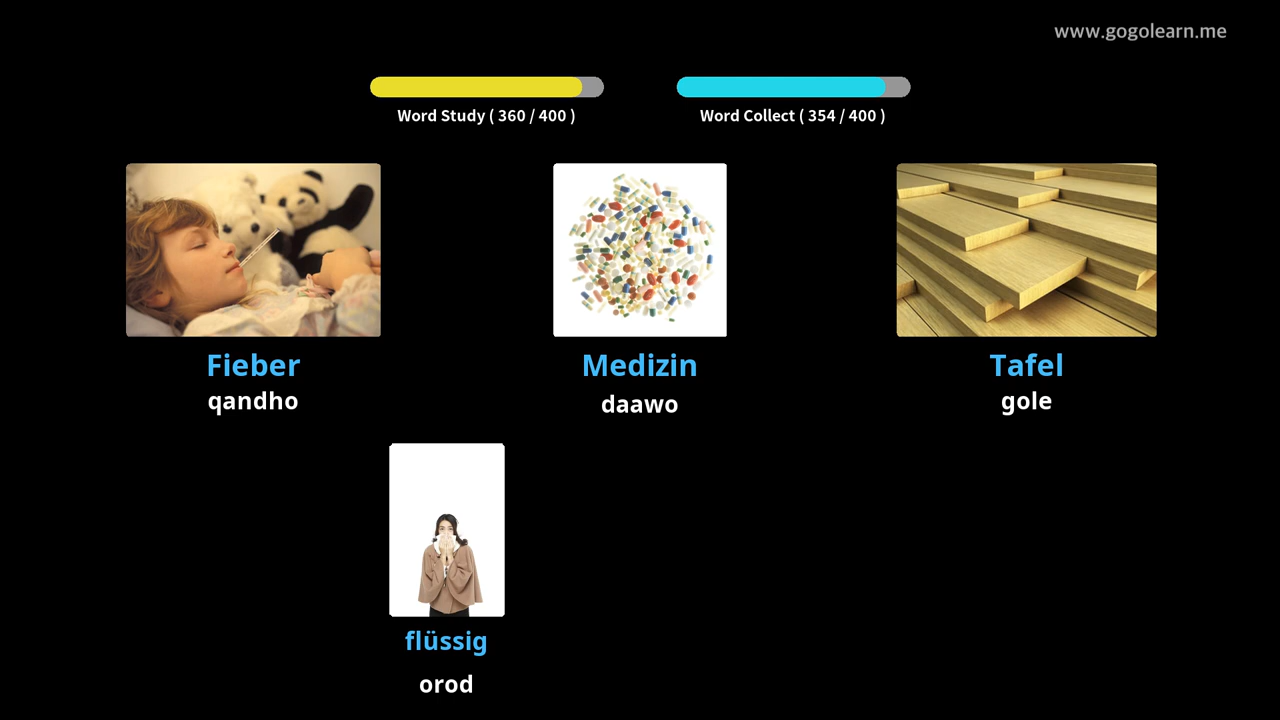 www.gogolearn.me
Word Study ( 360 / 400 )
Word Collect ( 354 / 400 )
Fieber
qandho
Medizin
daawo
Tafel
gole
flüssig
orod